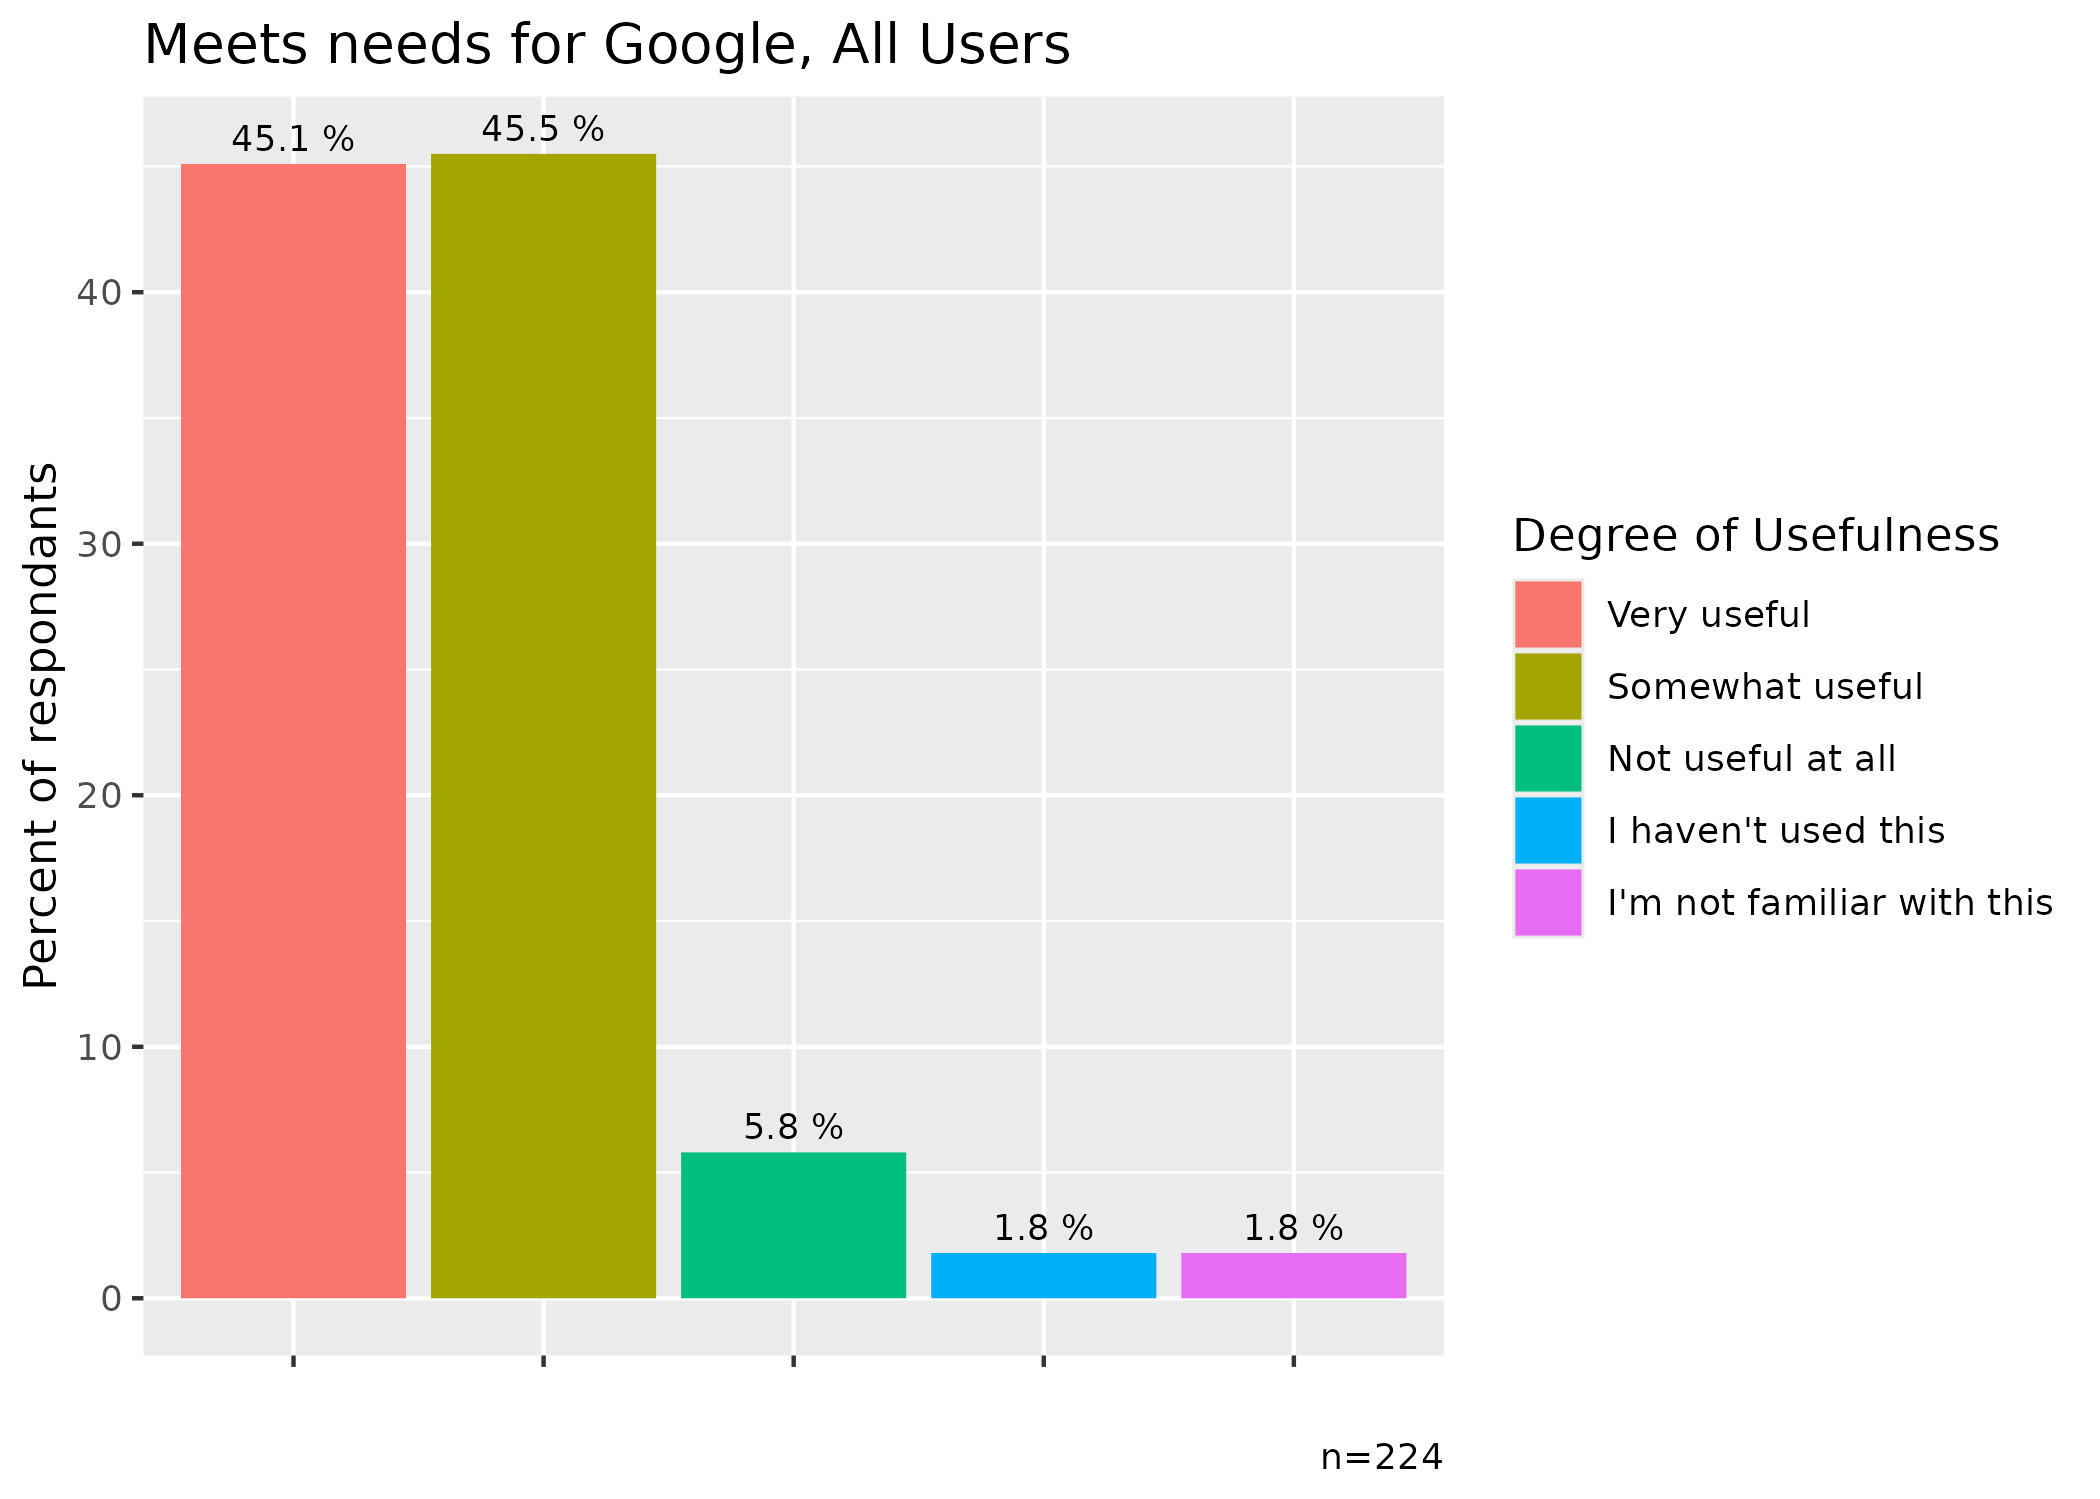 Meets needs for Google, All Users
45.1 %
45.5 %
5.8 %
1.8 %
1.8 %
40
30
20
10
0
Percent of respondants
n=224
Degree of Usefulness
Very useful
Somewhat useful
Not useful at all
I haven't used this
I'm not familiar with this